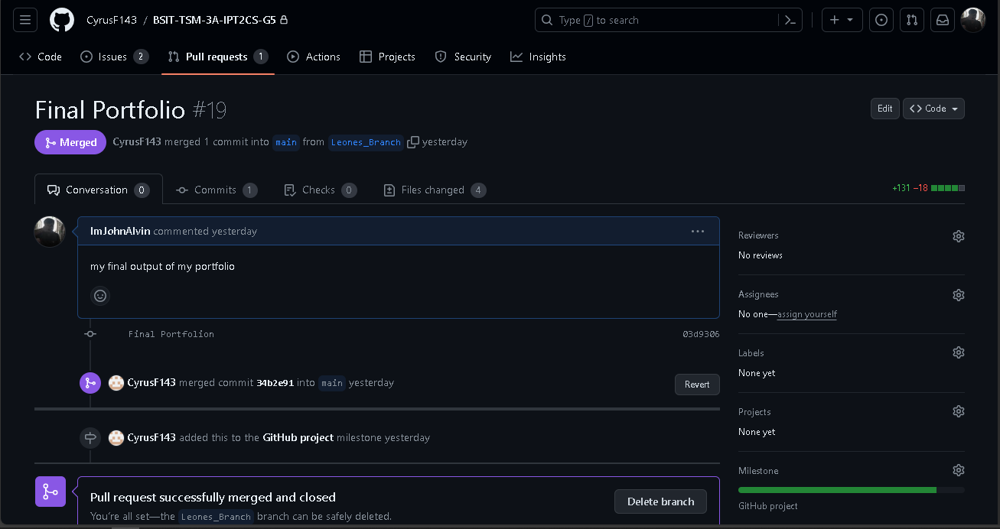 CyrusF143 / BSIT-TSM-3A-IPT2CS-G5
Type / to search
Code Issues 2 Pull requests 1 Actions Projects Security Insights
Final Portfolio #19
Edit Code
Merged CyrusF143 merged 1 commit into main from Leones_Branch yesterday
Conversation 0 Commits 1 Checks 0 Files changed 4
+131 −18
ImJohnAlvin commented yesterday
my final output of my portfolio
Final Portfolion 03d9306
CyrusF143 merged commit 34b2e91 into main yesterday
Revert
CyrusF143 added this to the GitHub project milestone yesterday
Pull request successfully merged and closed
You're all set—the Leones_Branch branch can be safely deleted.
Delete branch
Reviewers
No reviews
Assignees
No one—assign yourself
Labels
None yet
Projects
None yet
Milestone
GitHub project